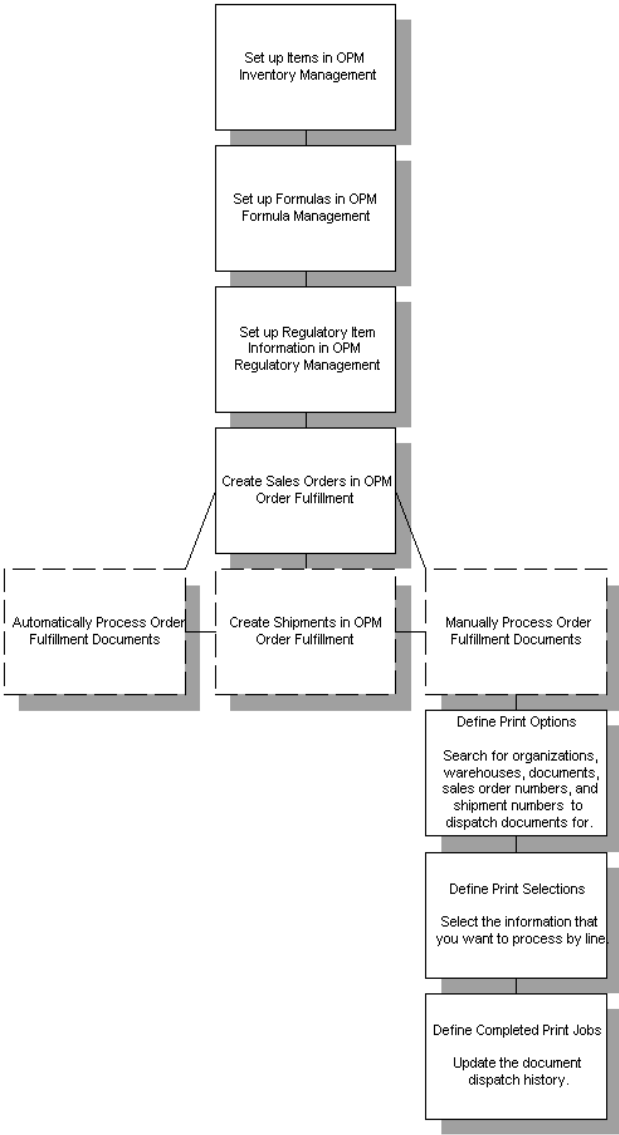 Set up Items in OPM
Inventory Management
Set up Formulas in OPM
Formula Management
Set up Regulatory Item
Information in OPM
Regulatory Management
Create Sales Orders in OPM
Order Fulfillment
Automatically Process Order
Fulfillment Documents
Create Shipments in OPM
Order Fulfillment
Manually Process Order
Fulfillment Documents
Define Print Options
Search for organizations,
warehouses, documents,
sales order numbers, and
shipment numbers to
dispatch documents for.
Define Print Selections
Select the information that
you want to process by line.
Define Completed Print Jobs
Update the document
dispatch history.